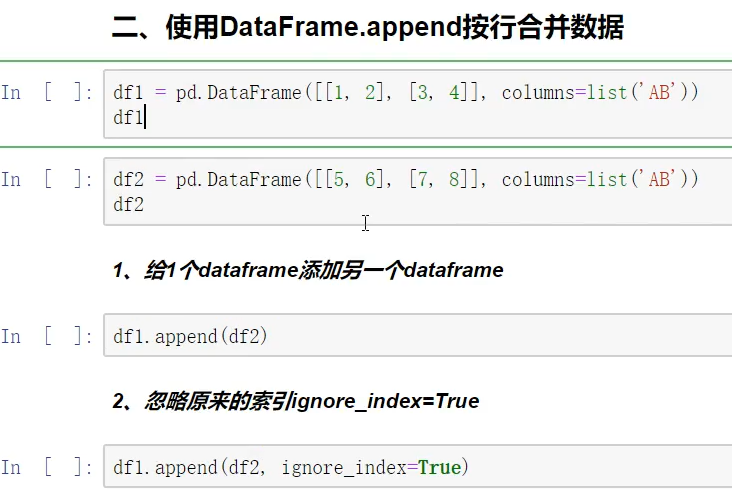 二、使用DataFrame.append按行合并数据
In [ ]: df1 = pd.DataFrame([[1, 2], [3, 4]], columns=list('AB'))
df1
In [ ]: df2 = pd.DataFrame([[5, 6], [7, 8]], columns=list('AB'))
df2
1、给1个dataframe添加另一个dataframe
In [ ]: df1.append(df2)
2、忽略原来的索引ignore_index=True
In [ ]: df1.append(df2, ignore_index=True)